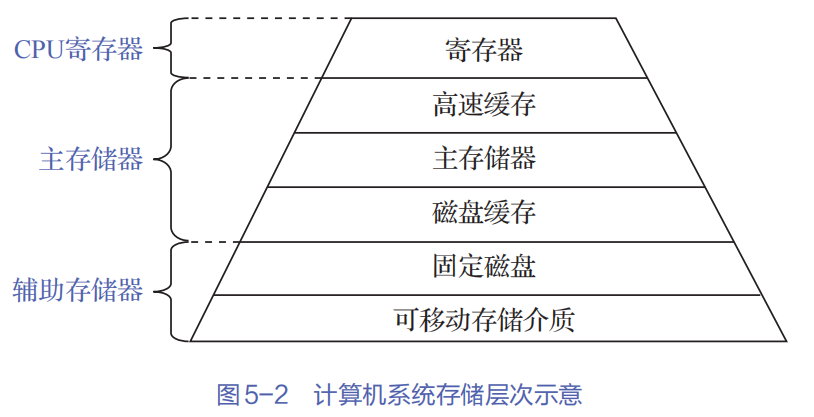 CPU寄存器
寄存器
高速缓存
主存储器
主存储器
磁盘缓存
辅助存储器
固定磁盘
可移动存储介质
图5-2 计算机系统存储层次示意